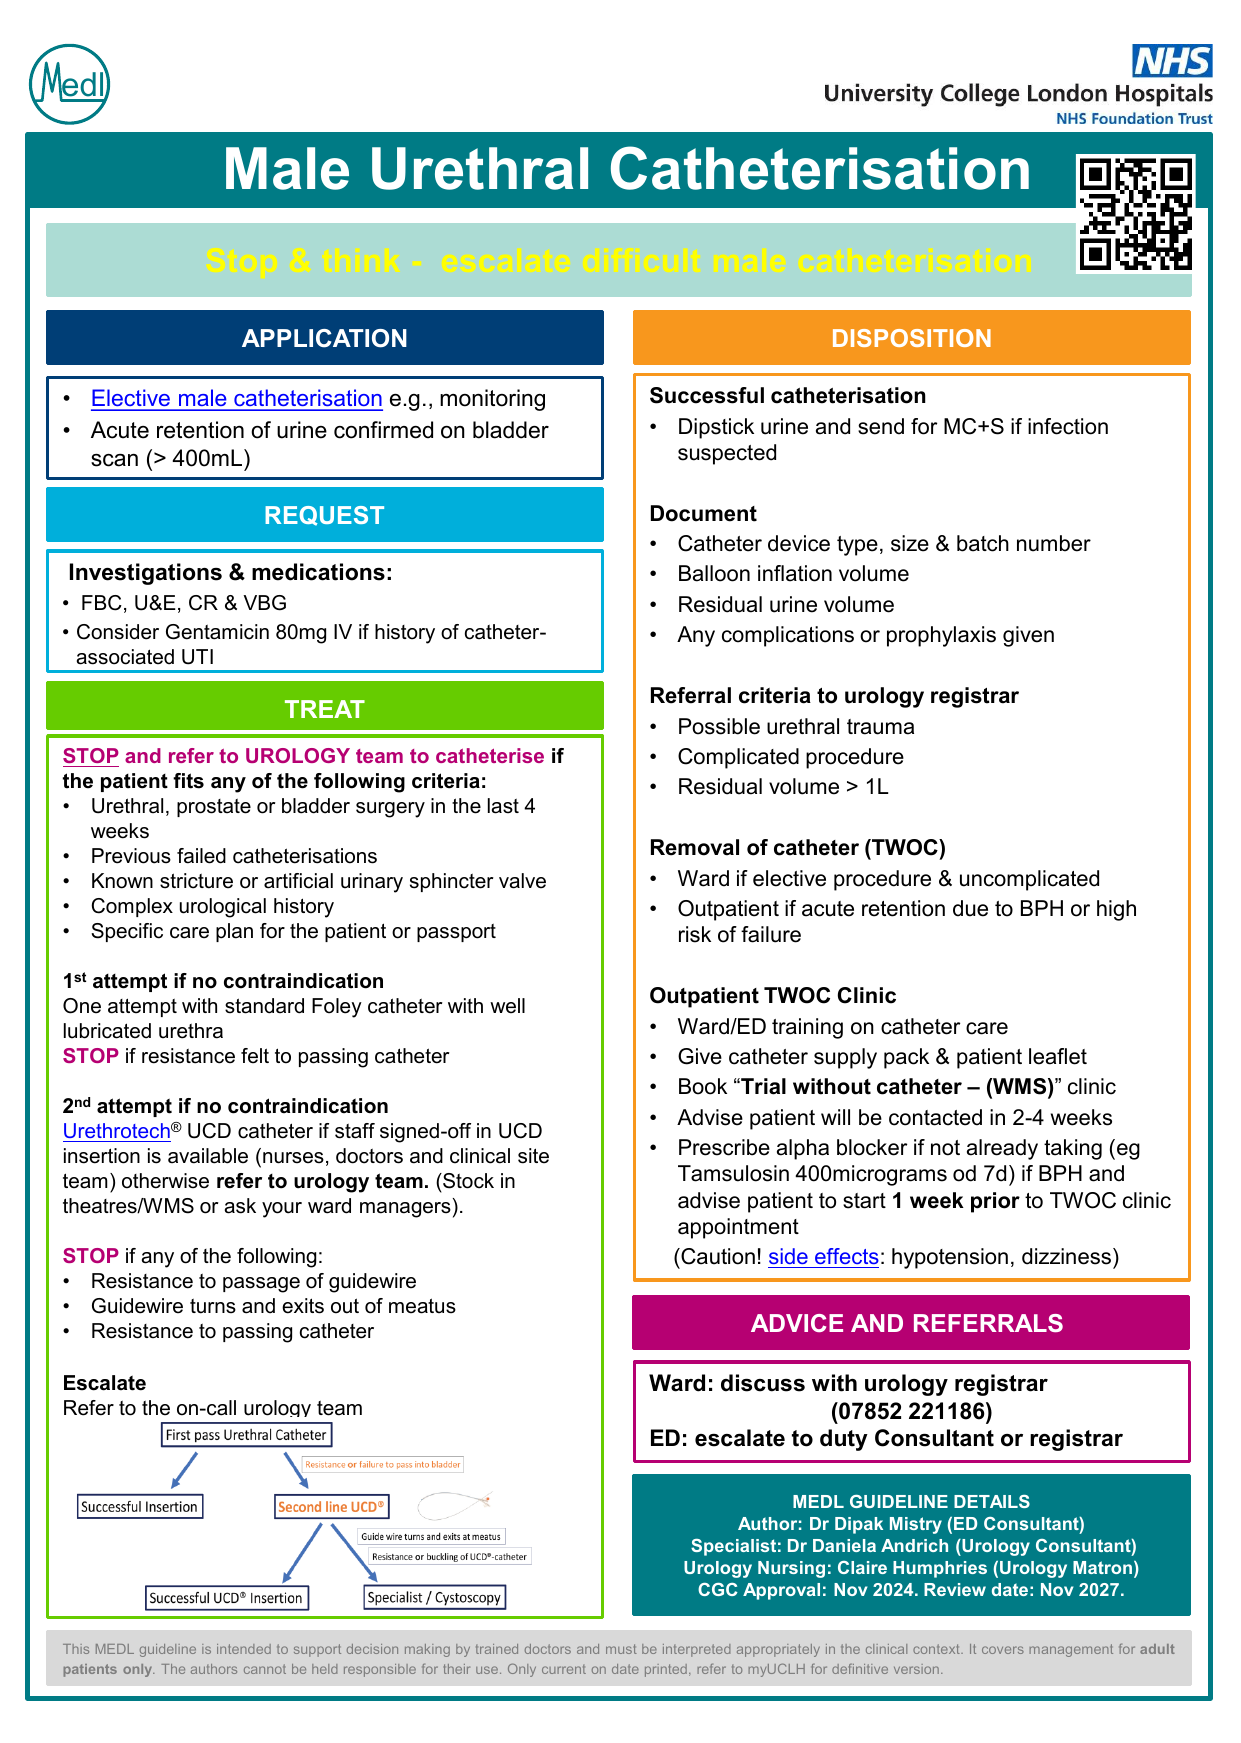 Medl
NHS
University College London Hospitals
NHS Foundation Trust
Male Urethral Catheterisation
Stop & think - escalate difficult male catheterisation
APPLICATION
• Elective male catheterisation e.g., monitoring
• Acute retention of urine confirmed on bladder
scan (> 400mL)
REQUEST
Investigations & medications:
• FBC, U&E, CR & VBG
• Consider Gentamicin 80mg IV if history of catheter-
associated UTI
TREAT
STOP and refer to UROLOGY team to catheterise if
the patient fits any of the following criteria:
• Urethral, prostate or bladder surgery in the last 4
weeks
• Previous failed catheterisations
• Known stricture or artificial urinary sphincter valve
• Complex urological history
• Specific care plan for the patient or passport
1st attempt if no contraindication
One attempt with standard Foley catheter with well
lubricated urethra
STOP if resistance felt to passing catheter
2nd attempt if no contraindication
Urethrotech® UCD catheter if staff signed-off in UCD
insertion is available (nurses, doctors and clinical site
team) otherwise refer to urology team. (Stock in
theatres/WMS or ask your ward managers).
STOP if any of the following:
• Resistance to passage of guidewire
• Guidewire turns and exits out of meatus
• Resistance to passing catheter
Escalate
Refer to the on-call urology team
First pass Urethral Catheter
Resistance or failure to pass into bladder
Successful Insertion
Second line UCD®
Guide wire turns and exits at meatus
Resistance or buckling of UCD®-catheter
Successful UCD® Insertion
Specialist / Cystoscopy
DISPOSITION
Successful catheterisation
• Dipstick urine and send for MC+S if infection
suspected
Document
• Catheter device type, size & batch number
• Balloon inflation volume
• Residual urine volume
• Any complications or prophylaxis given
Referral criteria to urology registrar
• Possible urethral trauma
• Complicated procedure
• Residual volume > 1L
Removal of catheter (TWOC)
• Ward if elective procedure & uncomplicated
• Outpatient if acute retention due to BPH or high
risk of failure
Outpatient TWOC Clinic
• Ward/ED training on catheter care
• Give catheter supply pack & patient leaflet
• Book “Trial without catheter – (WMS)” clinic
• Advise patient will be contacted in 2-4 weeks
• Prescribe alpha blocker if not already taking (eg
Tamsulosin 400micrograms od 7d) if BPH and
advise patient to start 1 week prior to TWOC clinic
appointment
(Caution! side effects: hypotension, dizziness)
ADVICE AND REFERRALS
Ward: discuss with urology registrar
(07852 221186)
ED: escalate to duty Consultant or registrar
MEDL GUIDELINE DETAILS
Author: Dr Dipak Mistry (ED Consultant)
Specialist: Dr Daniela Andrich (Urology Consultant)
Urology Nursing: Claire Humphries (Urology Matron)
CGC Approval: Nov 2024. Review date: Nov 2027.
This MEDL guideline is intended to support decision making by trained doctors and must be interpreted appropriately in the clinical context. It covers management for adult
patients only. The authors cannot be held responsible for their use. Only current on date printed, refer to myUCLH for definitive version.